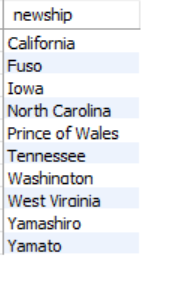 newship
California
Fuso
Iowa
North Carolina
Prince of Wales
Tennessee
Washington
West Virginia
Yamashiro
Yamato